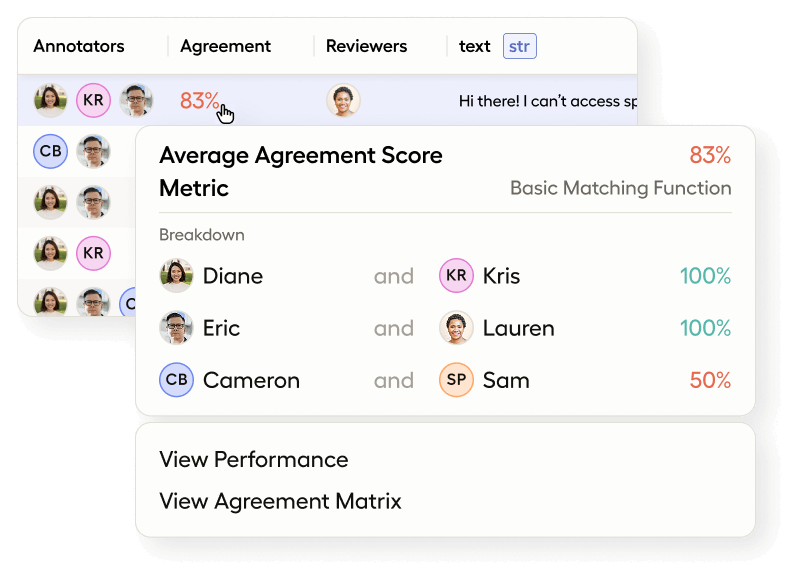 Annotators Agreement Reviewers text str
KR 83% Hi there! I can't access sp
CB
KR
C
Average Agreement Score 83%
Metric Basic Matching Function
Breakdown
Diane and KR Kris 100%
Eric and Lauren 100%
CB Cameron and SP Sam 50%
View Performance
View Agreement Matrix